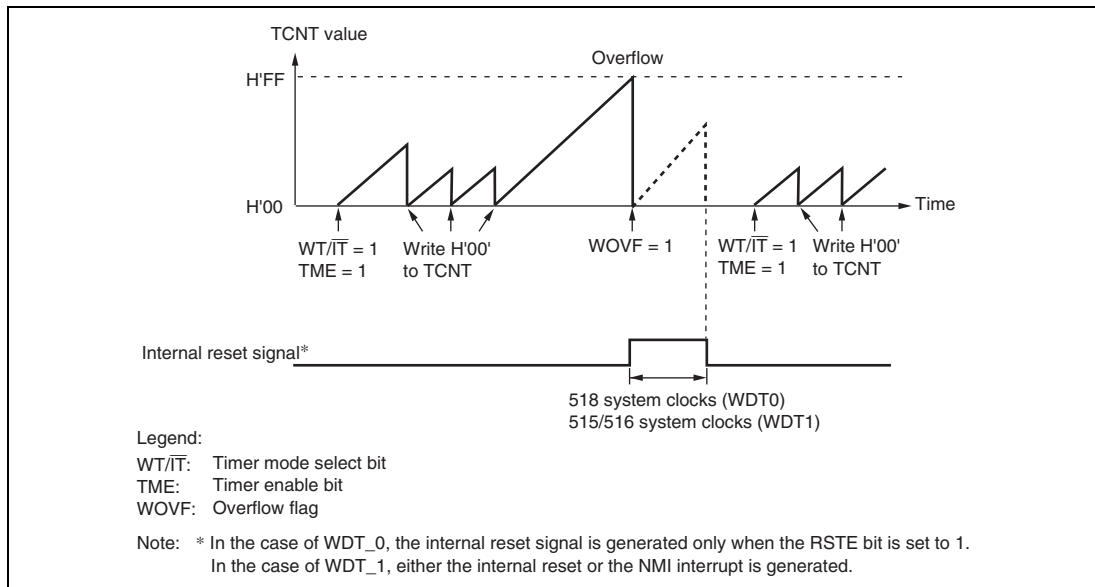 TCNT value
Overflow
H'FF
H'00
Time
WT/IT = 1
TME = 1
Write H'00'
to TCNT
WOVF = 1
WT/IT = 1
TME = 1
Write H'00'
to TCNT
Internal reset signal*
518 system clocks (WDT0)
515/516 system clocks (WDT1)
Legend:
WT/IT: Timer mode select bit
TME: Timer enable bit
WOVF: Overflow flag
Note: * In the case of WDT_0, the internal reset signal is generated only when the RSTE bit is set to 1.
In the case of WDT_1, either the internal reset or the NMI interrupt is generated.